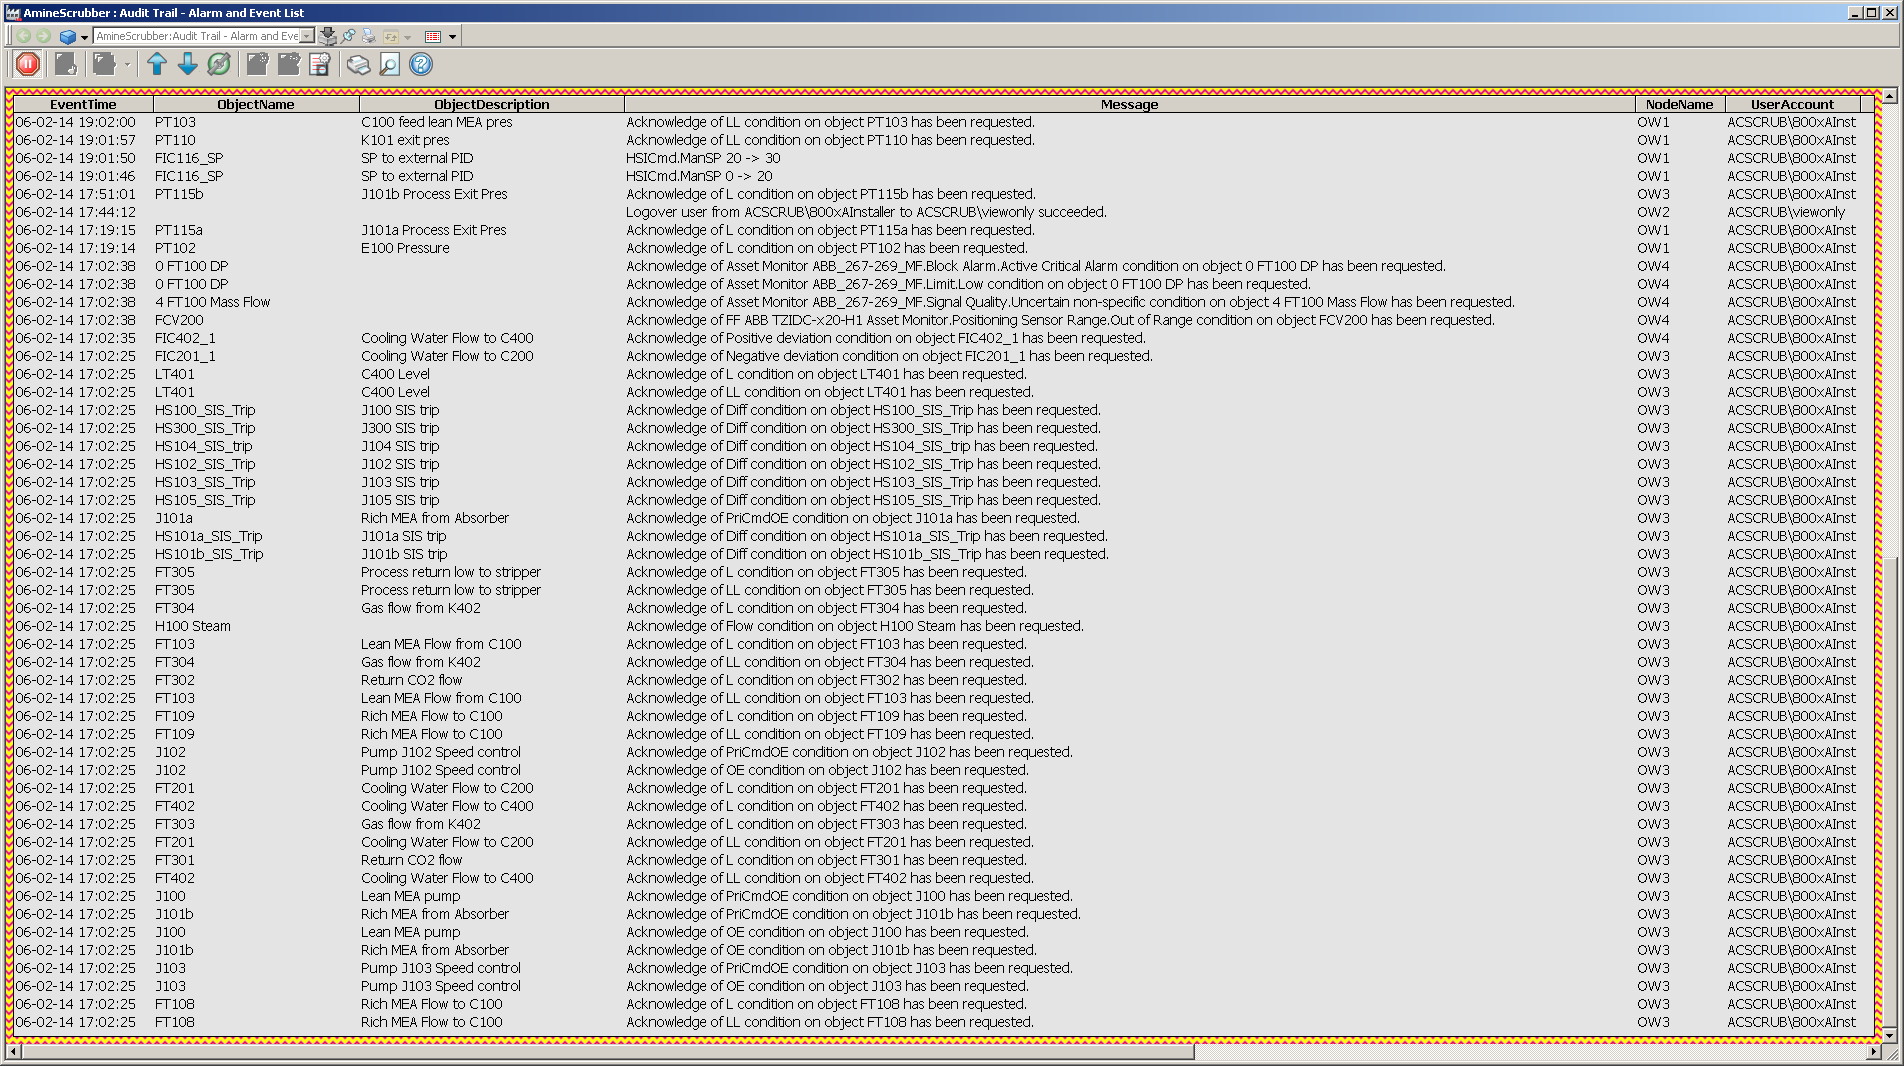 AmineScrubber : Audit Trail - Alarm and Event List
AmineScrubber:Audit Trail - Alarm and Eve
EventTime ObjectName ObjectDescription Message NodeName UserAccount
06-02-14 19:02:00 PT103 C100 feed lean MEA pres Acknowledge of LL condition on object PT103 has been requested. OW1 ACSCRUB\800xAInst
06-02-14 19:01:57 PT110 K101 exit pres Acknowledge of LL condition on object PT110 has been requested. OW1 ACSCRUB\800xAInst
06-02-14 19:01:50 FIC116_SP SP to external PID HSICmd.ManSP 20 -> 30 OW1 ACSCRUB\800xAInst
06-02-14 19:01:46 FIC116_SP SP to external PID HSICmd.ManSP 0 -> 20 OW1 ACSCRUB\800xAInst
06-02-14 17:51:01 PT115b J101b Process Exit Pres Acknowledge of L condition on object PT115b has been requested. OW3 ACSCRUB\800xAInst
06-02-14 17:44:12 Logover user from ACSCRUB\800xAInstaller to ACSCRUB\viewonly succeeded. OW2 ACSCRUB\viewonly
06-02-14 17:19:15 PT115a J101a Process Exit Pres Acknowledge of L condition on object PT115a has been requested. OW1 ACSCRUB\800xAInst
06-02-14 17:19:14 PT102 E100 Pressure Acknowledge of L condition on object PT102 has been requested. OW1 ACSCRUB\800xAInst
06-02-14 17:02:38 0 FT100 DP Acknowledge of Asset Monitor ABB_267-269_MF.Block Alarm.Active Critical Alarm condition on object 0 FT100 DP has been requested. OW4 ACSCRUB\800xAInst
06-02-14 17:02:38 0 FT100 DP Acknowledge of Asset Monitor ABB_267-269_MF.Limit.Low condition on object 0 FT100 DP has been requested. OW4 ACSCRUB\800xAInst
06-02-14 17:02:38 4 FT100 Mass Flow Acknowledge of Asset Monitor ABB_267-269_MF.Signal Quality.Uncertain non-specific condition on object 4 FT100 Mass Flow has been requested. OW4 ACSCRUB\800xAInst
06-02-14 17:02:38 FCV200 Acknowledge of FF ABB TZIDC-x20-H1 Asset Monitor.Positioning Sensor Range.Out of Range condition on object FCV200 has been requested. OW4 ACSCRUB\800xAInst
06-02-14 17:02:35 FIC402_1 Cooling Water Flow to C400 Acknowledge of Positive deviation condition on object FIC402_1 has been requested. OW4 ACSCRUB\800xAInst
06-02-14 17:02:25 FIC201_1 Cooling Water Flow to C200 Acknowledge of Negative deviation condition on object FIC201_1 has been requested. OW3 ACSCRUB\800xAInst
06-02-14 17:02:25 LT401 C400 Level Acknowledge of L condition on object LT401 has been requested. OW3 ACSCRUB\800xAInst
06-02-14 17:02:25 LT401 C400 Level Acknowledge of LL condition on object LT401 has been requested. OW3 ACSCRUB\800xAInst
06-02-14 17:02:25 HS100_SIS_Trip J100 SIS trip Acknowledge of Diff condition on object HS100_SIS_Trip has been requested. OW3 ACSCRUB\800xAInst
06-02-14 17:02:25 HS300_SIS_Trip J300 SIS trip Acknowledge of Diff condition on object HS300_SIS_Trip has been requested. OW3 ACSCRUB\800xAInst
06-02-14 17:02:25 HS104_SIS_trip J104 SIS trip Acknowledge of Diff condition on object HS104_SIS_trip has been requested. OW3 ACSCRUB\800xAInst
06-02-14 17:02:25 HS102_SIS_Trip J102 SIS trip Acknowledge of Diff condition on object HS102_SIS_Trip has been requested. OW3 ACSCRUB\800xAInst
06-02-14 17:02:25 HS103_SIS_Trip J103 SIS trip Acknowledge of Diff condition on object HS103_SIS_Trip has been requested. OW3 ACSCRUB\800xAInst
06-02-14 17:02:25 HS105_SIS_Trip J105 SIS trip Acknowledge of Diff condition on object HS105_SIS_Trip has been requested. OW3 ACSCRUB\800xAInst
06-02-14 17:02:25 J101a Rich MEA from Absorber Acknowledge of PriCmdOE condition on object J101a has been requested. OW3 ACSCRUB\800xAInst
06-02-14 17:02:25 HS101a_SIS_Trip J101a SIS trip Acknowledge of Diff condition on object HS101a_SIS_Trip has been requested. OW3 ACSCRUB\800xAInst
06-02-14 17:02:25 HS101b_SIS_Trip J101b SIS trip Acknowledge of Diff condition on object HS101b_SIS_Trip has been requested. OW3 ACSCRUB\800xAInst
06-02-14 17:02:25 FT305 Process return low to stripper Acknowledge of L condition on object FT305 has been requested. OW3 ACSCRUB\800xAInst
06-02-14 17:02:25 FT305 Process return low to stripper Acknowledge of LL condition on object FT305 has been requested. OW3 ACSCRUB\800xAInst
06-02-14 17:02:25 FT304 Gas flow from K402 Acknowledge of L condition on object FT304 has been requested. OW3 ACSCRUB\800xAInst
06-02-14 17:02:25 H100 Steam Acknowledge of Flow condition on object H100 Steam has been requested. OW3 ACSCRUB\800xAInst
06-02-14 17:02:25 FT103 Lean MEA Flow from C100 Acknowledge of L condition on object FT103 has been requested. OW3 ACSCRUB\800xAInst
06-02-14 17:02:25 FT304 Gas flow from K402 Acknowledge of LL condition on object FT304 has been requested. OW3 ACSCRUB\800xAInst
06-02-14 17:02:25 FT302 Return CO2 flow Acknowledge of LL condition on object FT302 has been requested. OW3 ACSCRUB\800xAInst
06-02-14 17:02:25 FT103 Lean MEA Flow from C100 Acknowledge of LL condition on object FT103 has been requested. OW3 ACSCRUB\800xAInst
06-02-14 17:02:25 FT109 Rich MEA Flow to C100 Acknowledge of L condition on object FT109 has been requested. OW3 ACSCRUB\800xAInst
06-02-14 17:02:25 FT109 Rich MEA Flow to C100 Acknowledge of LL condition on object FT109 has been requested. OW3 ACSCRUB\800xAInst
06-02-14 17:02:25 J102 Pump J102 Speed control Acknowledge of PriCmdOE condition on object J102 has been requested. OW3 ACSCRUB\800xAInst
06-02-14 17:02:25 J102 Pump J102 Speed control Acknowledge of OE condition on object J102 has been requested. OW3 ACSCRUB\800xAInst
06-02-14 17:02:25 FT201 Cooling Water Flow to C200 Acknowledge of L condition on object FT201 has been requested. OW3 ACSCRUB\800xAInst
06-02-14 17:02:25 FT402 Cooling Water Flow to C400 Acknowledge of L condition on object FT402 has been requested. OW3 ACSCRUB\800xAInst
06-02-14 17:02:25 FT303 Gas flow from K402 Acknowledge of L condition on object FT303 has been requested. OW3 ACSCRUB\800xAInst
06-02-14 17:02:25 FT201 Cooling Water Flow to C200 Acknowledge of LL condition on object FT201 has been requested. OW3 ACSCRUB\800xAInst
06-02-14 17:02:25 FT301 Return CO2 flow Acknowledge of L condition on object FT301 has been requested. OW3 ACSCRUB\800xAInst
06-02-14 17:02:25 FT402 Cooling Water Flow to C400 Acknowledge of LL condition on object FT402 has been requested. OW3 ACSCRUB\800xAInst
06-02-14 17:02:25 J100 Lean MEA pump Acknowledge of PriCmdOE condition on object J100 has been requested. OW3 ACSCRUB\800xAInst
06-02-14 17:02:25 J101b Rich MEA from Absorber Acknowledge of PriCmdOE condition on object J101b has been requested. OW3 ACSCRUB\800xAInst
06-02-14 17:02:25 J100 Lean MEA pump Acknowledge of OE condition on object J100 has been requested. OW3 ACSCRUB\800xAInst
06-02-14 17:02:25 J101b Rich MEA from Absorber Acknowledge of OE condition on object J101b has been requested. OW3 ACSCRUB\800xAInst
06-02-14 17:02:25 J103 Pump J103 Speed control Acknowledge of PriCmdOE condition on object J103 has been requested. OW3 ACSCRUB\800xAInst
06-02-14 17:02:25 J103 Pump J103 Speed control Acknowledge of OE condition on object J103 has been requested. OW3 ACSCRUB\800xAInst
06-02-14 17:02:25 FT108 Rich MEA Flow to C100 Acknowledge of L condition on object FT108 has been requested. OW3 ACSCRUB\800xAInst
06-02-14 17:02:25 FT108 Rich MEA Flow to C100 Acknowledge of LL condition on object FT108 has been requested. OW3 ACSCRUB\800xAInst